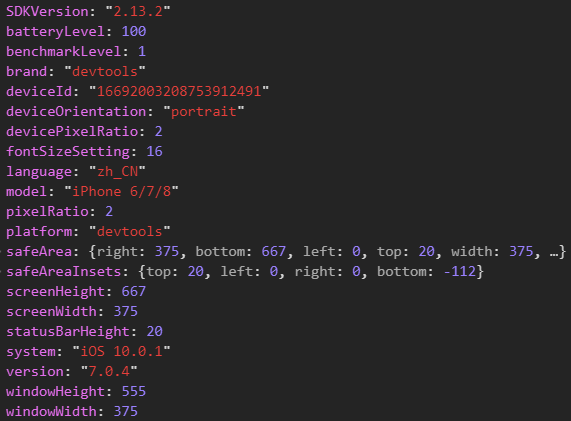 SDKVersion: "2.13.2"
batteryLevel: 100
benchmarkLevel: 1
brand: "devtools"
deviceId: "16692003208753912491"
deviceOrientation: "portrait"
devicePixelRatio: 2
fontSizeSetting: 16
language: "zh_CN"
model: "iPhone 6/7/8"
pixelRatio: 2
platform: "devtools"
safeArea: {right: 375, bottom: 667, left: 0, top: 20, width: 375, …}
safeAreaInsets: {top: 20, left: 0, right: 0, bottom: -112}
screenHeight: 667
screenWidth: 375
statusBarHeight: 20
system: "iOS 10.0.1"
version: "7.0.4"
windowHeight: 555
windowWidth: 375